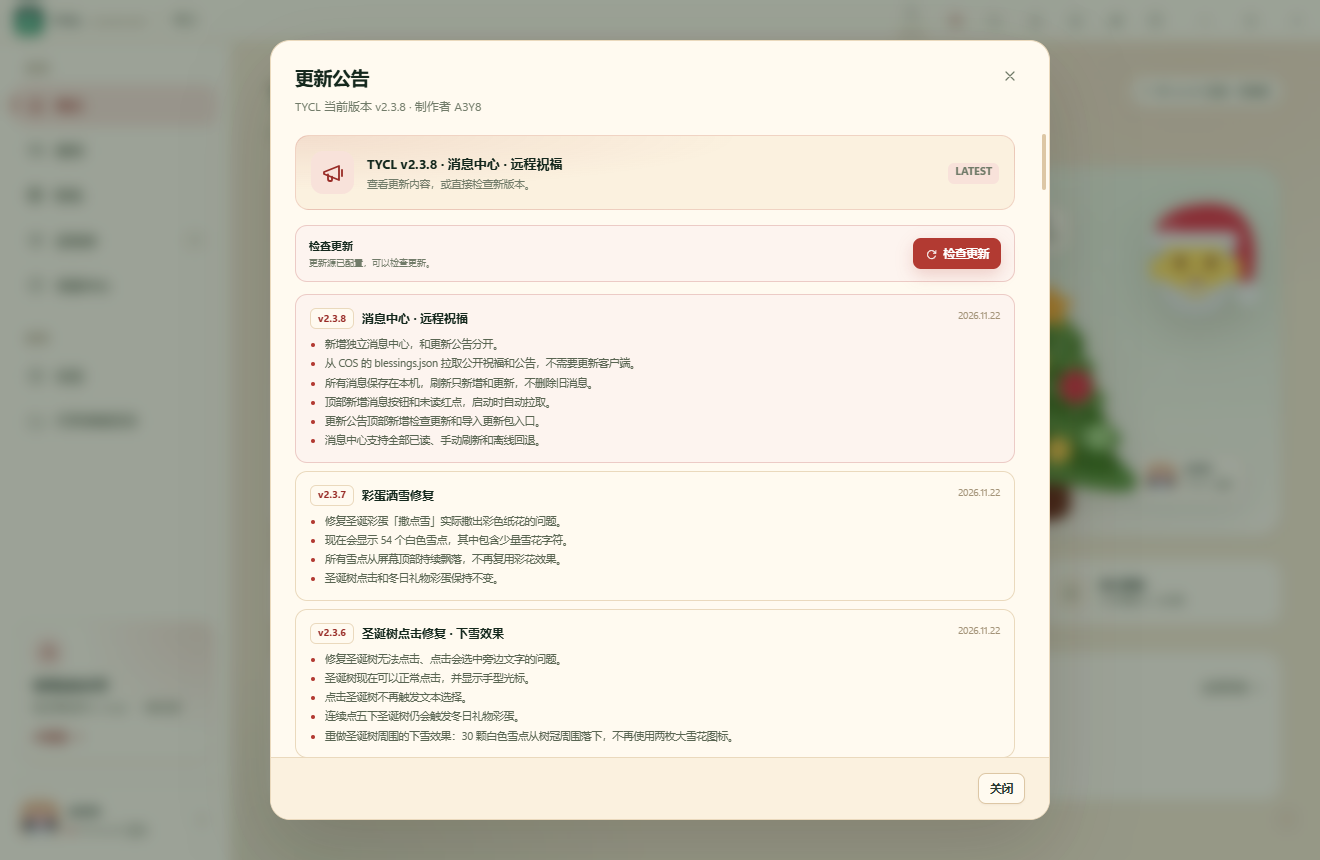 更新公告
TYCL 当前版本 v2.3.8 · 制作者 A3Y8
TYCL v2.3.8 · 消息中心 · 远程祝福
查看更新内容，或直接检查新版本。
LATEST
检查更新
更新源已配置，可以检查更新。
检查更新
v2.3.8 消息中心 · 远程祝福 2026.11.22
新增独立消息中心，和更新公告分开。
从 COS 的 blessings.json 拉取公开祝福和公告，不需要更新客户端。
所有消息保存在本机，刷新只新增和更新，不删除旧消息。
顶部新增消息按钮和未读红点，启动时自动拉取。
更新公告顶部新增检查更新和导入更新包入口。
消息中心支持全部已读、手动刷新和离线回退。
v2.3.7 彩蛋洒雪修复 2026.11.22
修复圣诞彩蛋「撒点雪」实际撒出彩色纸花的问题。
现在会显示 54 个白色雪点，其中包含少量雪花字符。
所有雪点从屏幕顶部持续飘落，不再复用彩花效果。
圣诞树点击和冬日礼物彩蛋保持不变。
v2.3.6 圣诞树点击修复 · 下雪效果 2026.11.22
修复圣诞树无法点击、点击会选中旁边文字的问题。
圣诞树现在可以正常点击，并显示手型光标。
点击圣诞树不再触发文本选择。
连续点五下圣诞树仍会触发冬日礼物彩蛋。
重做圣诞树周围的下雪效果：30 颗白色雪点从树冠周围落下，不再使用两枚大雪花图标。
关闭